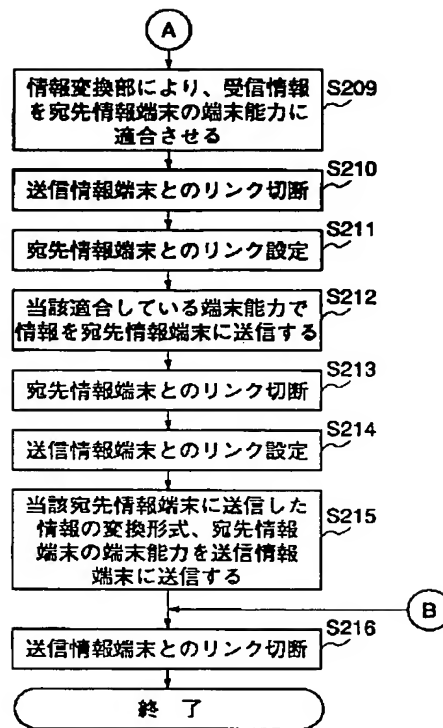 A
情報変換部により、受信情報
を宛先情報端末の端末能力に
適合させる
S209
送信情報端末とのリンク切断
S210
宛先情報端末とのリンク設定
S211
当該適合している端末能力で
情報を宛先情報端末に送信する
S212
宛先情報端末とのリンク切断
S213
送信情報端末とのリンク設定
S214
当該宛先情報端末に送信した
情報の変換形式、宛先情報
端末の端末能力を送信情報
端末に送信する
S215
B
送信情報端末とのリンク切断
S216
終 了